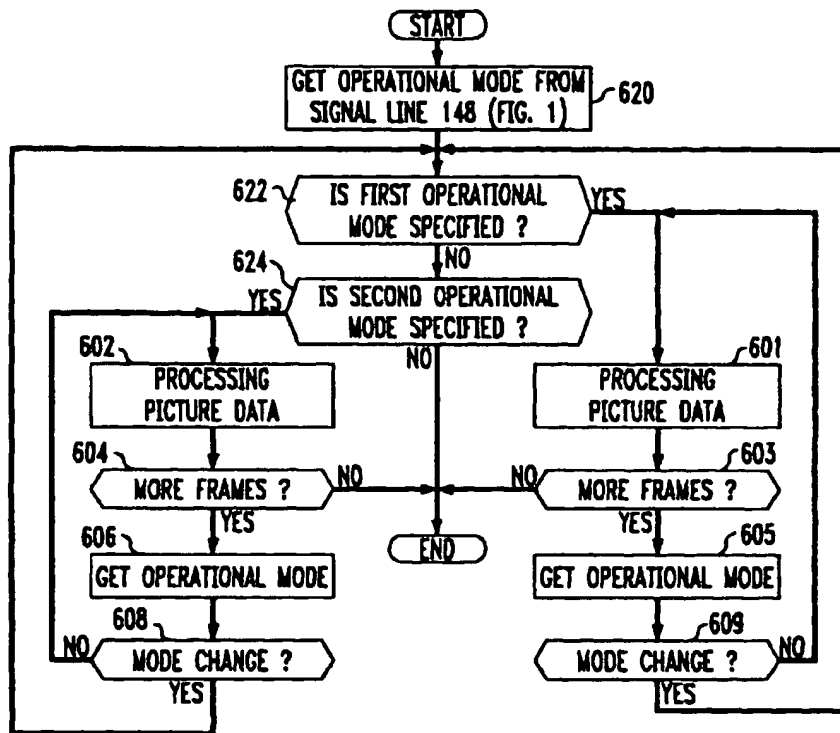 START
GET OPERATIONAL MODE FROM
SIGNAL LINE 148 (FIG. 1)
620
622
IS FIRST OPERATIONAL
MODE SPECIFIED ?
YES
NO
624
YES
IS SECOND OPERATIONAL
MODE SPECIFIED ?
NO
602
PROCESSING
PICTURE DATA
601
PROCESSING
PICTURE DATA
604
MORE FRAMES ?
NO
YES
603
NO
MORE FRAMES ?
YES
END
606
GET OPERATIONAL MODE
605
GET OPERATIONAL MODE
608
NO
MODE CHANGE ?
YES
609
MODE CHANGE ?
NO
YES